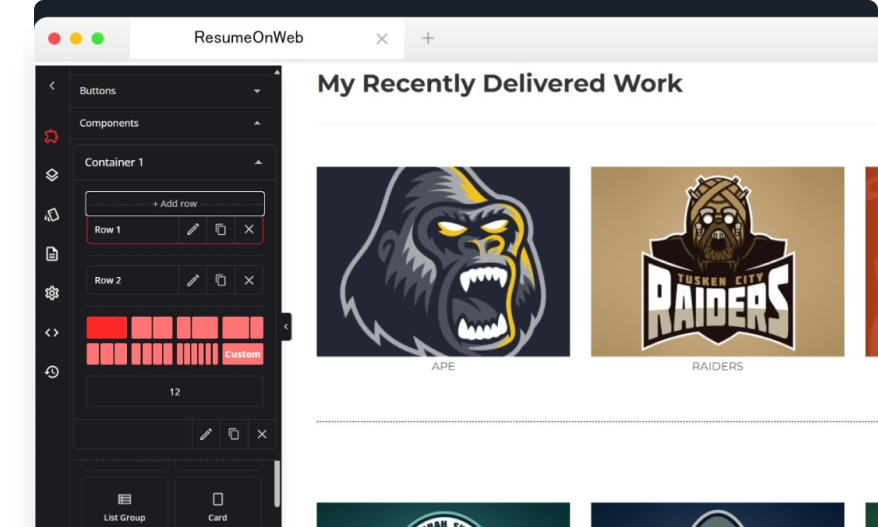 ResumeOnWeb
My Recently Delivered Work
Buttons
Components
Container 1
+ Add row
Row 1
Row 2
Custom
12
List Group
Card
TUSKEN CITY
RAIDERS
APE
RAIDERS